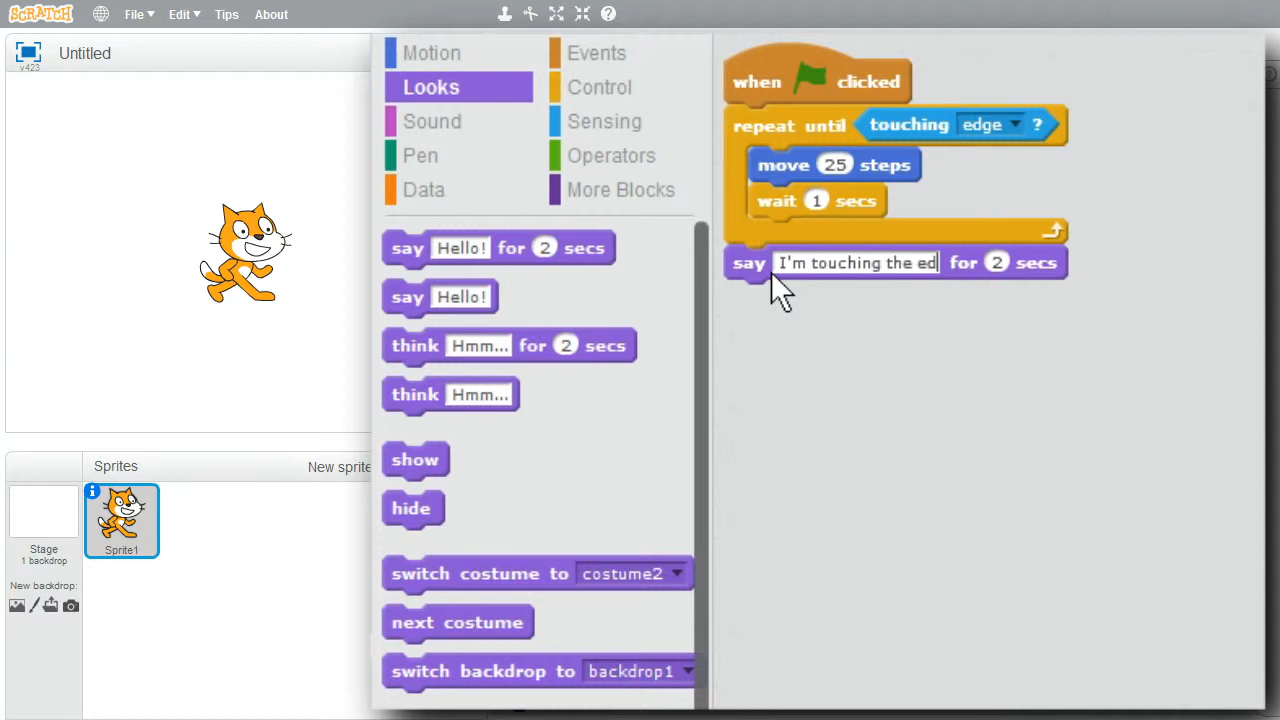 SCRATCH File Edit Tips About
v423
Untitled
Motion
Looks
Sound
Pen
Data
Events
Control
Sensing
Operators
More Blocks
say Hello! for 2 secs
say Hello!
think Hmm... for 2 secs
think Hmm...
show
hide
switch costume to costume2
next costume
switch backdrop to backdrop1
when clicked
repeat until touching edge ?
move 25 steps
wait 1 secs
say I'm touching the ed for 2 secs
Sprites
New sprite
Stage
1 backdrop
New backdrop:
Sprite1